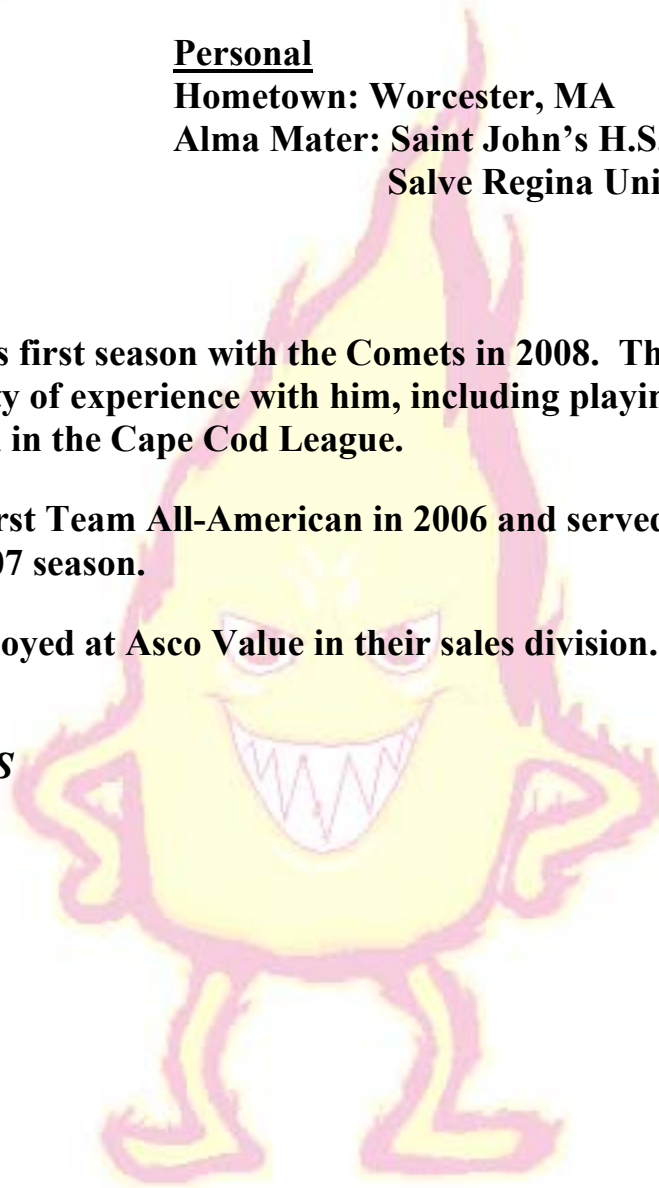 Personal
Hometown: Worcester, MA
Alma Mater: Saint John’s H.S.
Salve Regina Uni
s first season with the Comets in 2008.  Th
ty of experience with him, including playin
in the Cape Cod League.
rst Team All-American in 2006 and served
07 season.
oyed at Asco Value in their sales division.
s